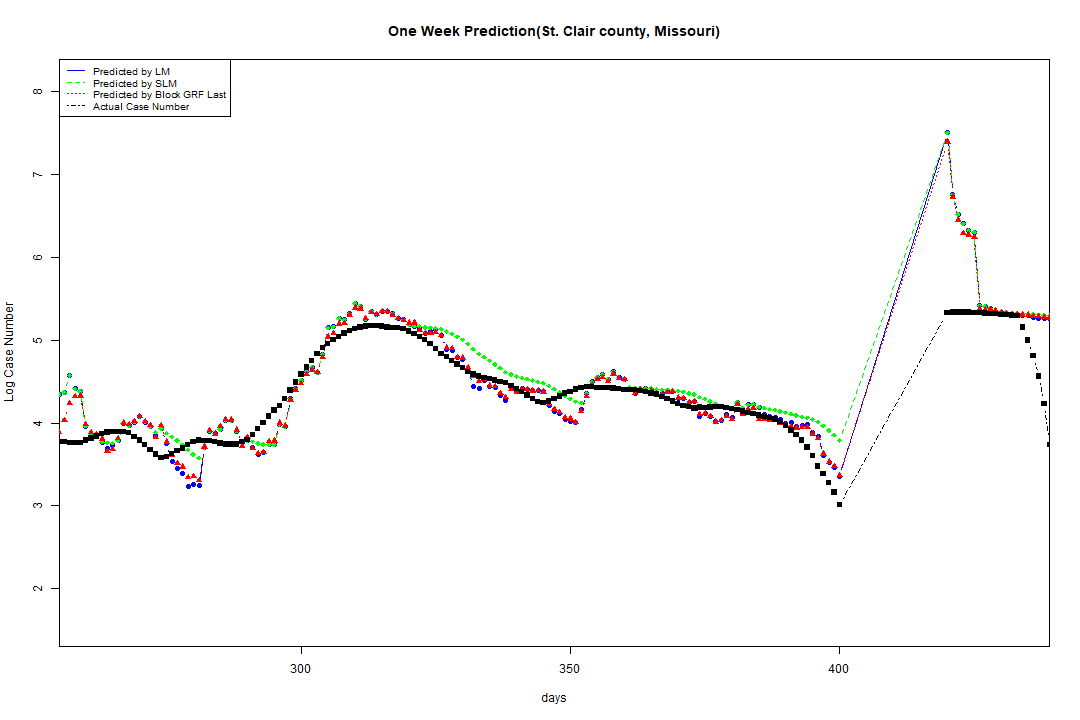 One Week Prediction(St. Clair county, Missouri)
Predicted by LM
Predicted by SLM
Predicted by Block GRF Last
Actual Case Number
8
7
6
5
4
3
2
Log Case Number
300
350
400
days